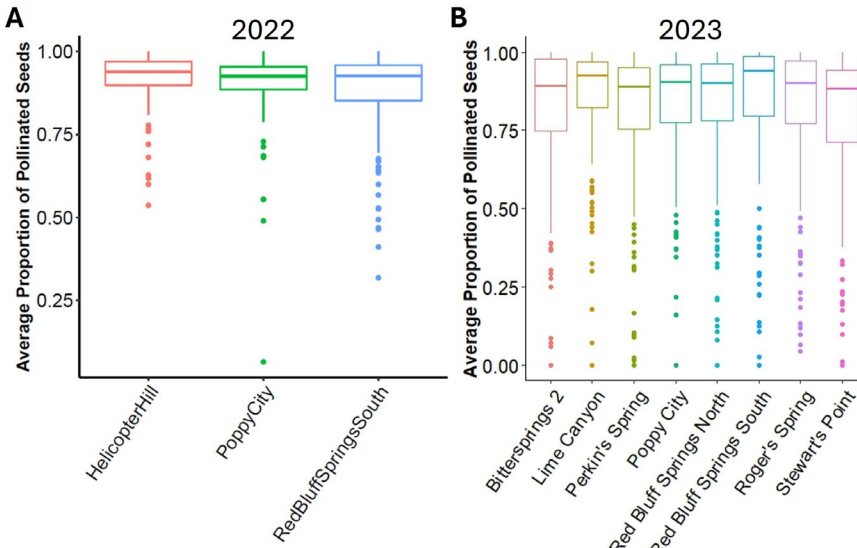 A
2022
Average Proportion of Pollinated Seeds
1.00
0.75
0.50
0.25
HelicopterHill
PoppyCity
RedBluffSpringsSouth
B
2023
Average Proportion of Pollinated Seeds
1.00
0.75
0.50
0.25
0.00
Bittersprings 2
Lime Canyon
Perkin's Spring
Poppy City
Red Bluff Springs North
Red Bluff Springs South
Roger's Spring
Stewart's Point